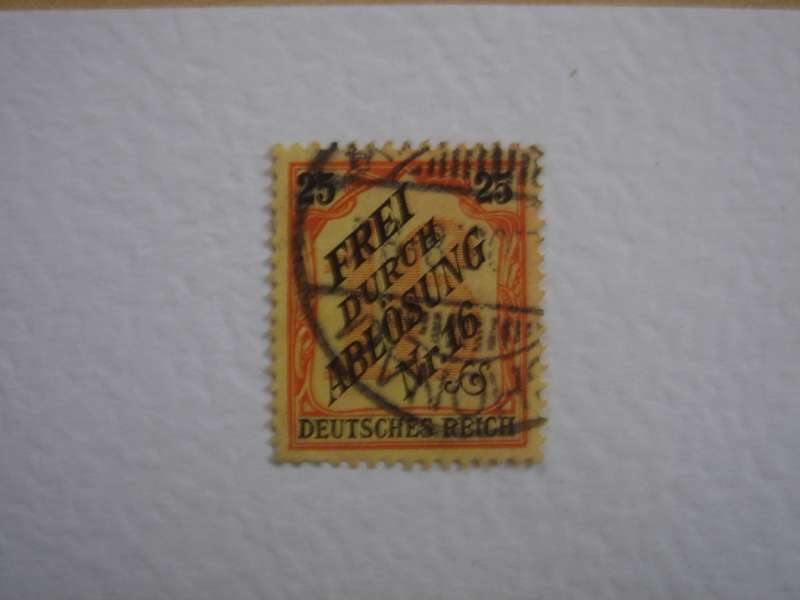 25 25
FREI
DURCH
ABLÖSUNG
Nr. 16
DEUTSCHES REICH